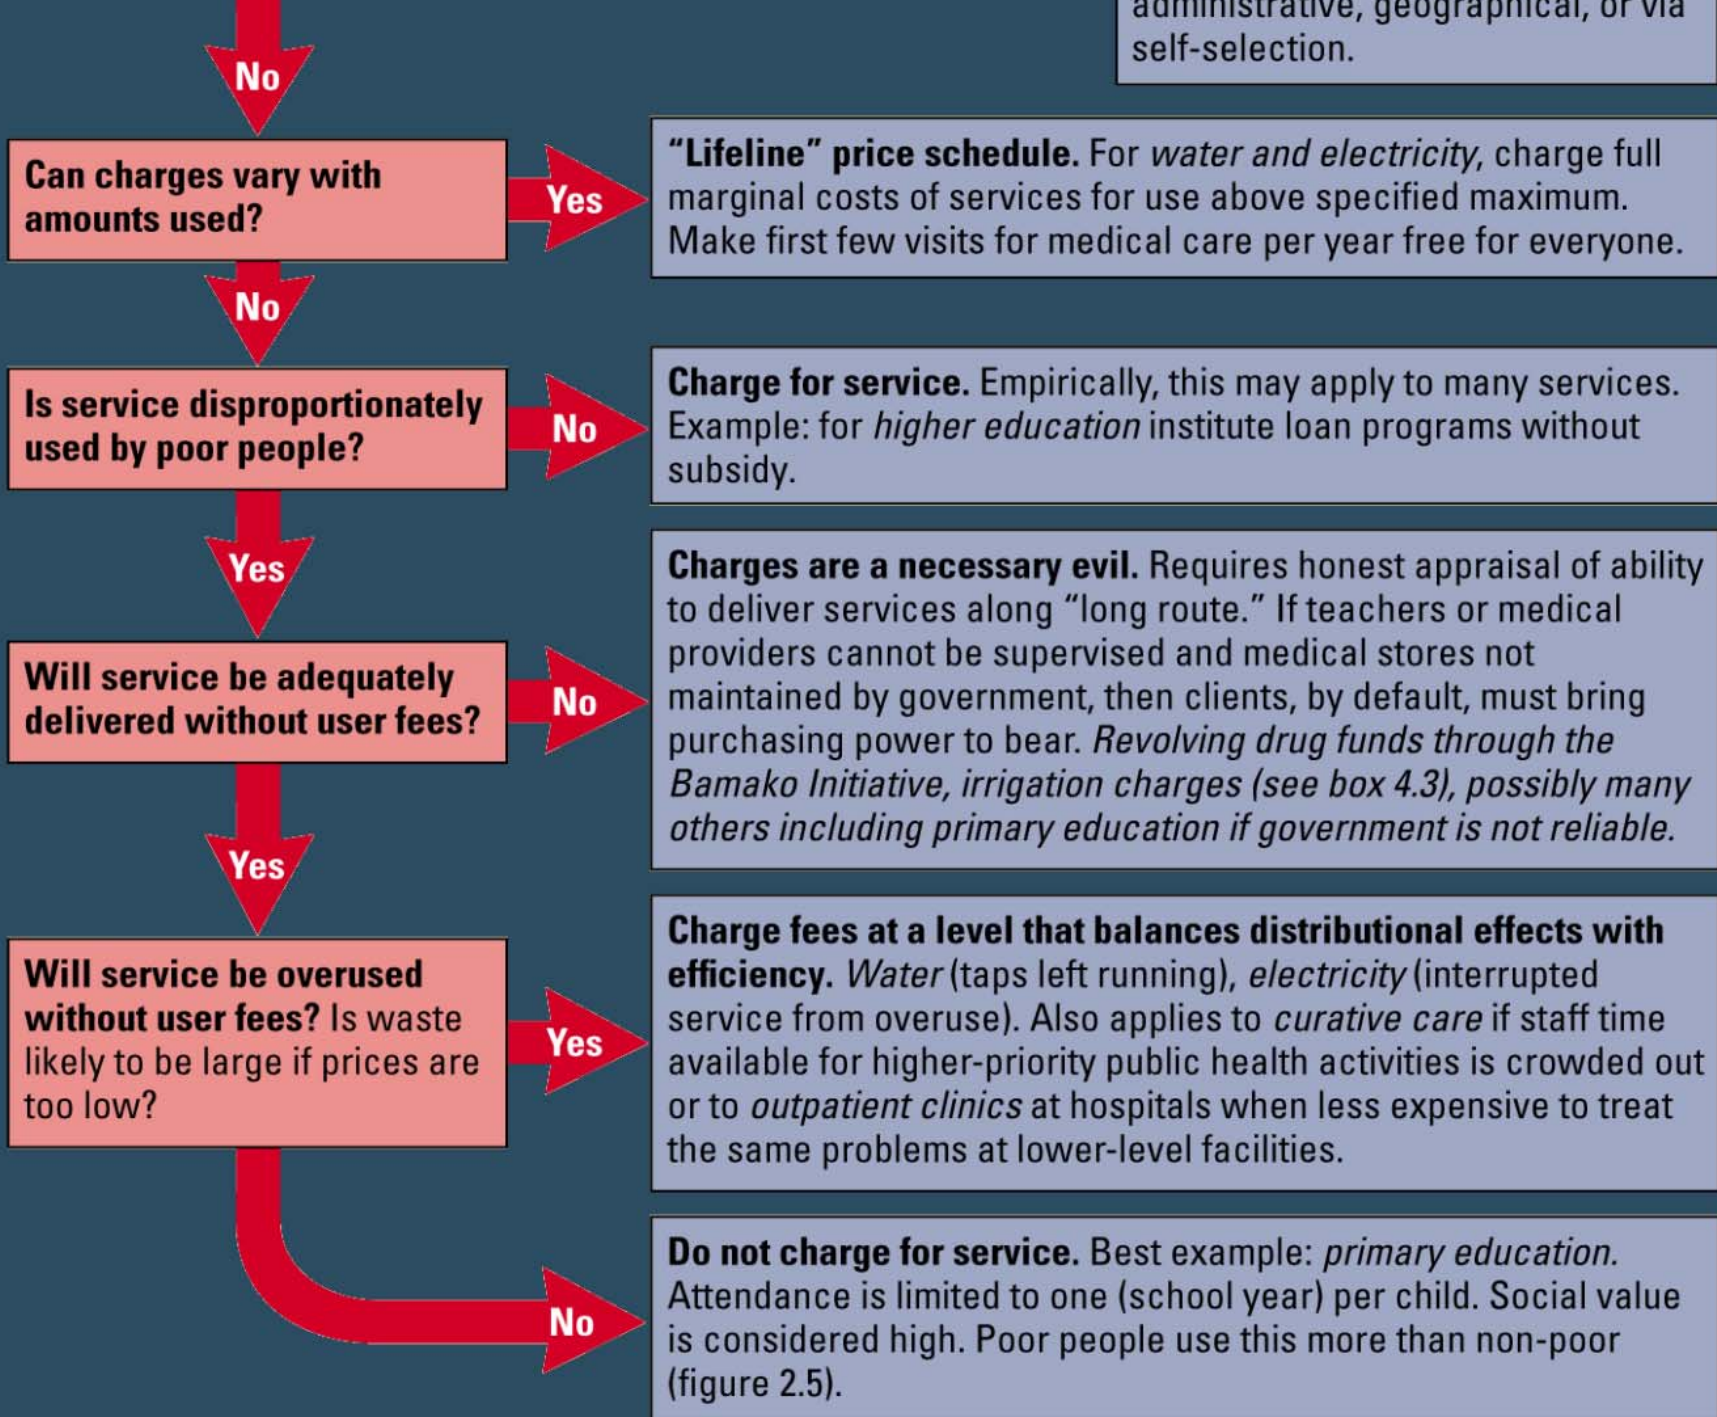 administrative, geographical, or via
self-selection.
No
Can charges vary with
amounts used?
Yes
“Lifeline” price schedule. For water and electricity, charge full
marginal costs of services for use above specified maximum.
Make first few visits for medical care per year free for everyone.
No
Is service disproportionately
used by poor people?
No
Charge for service. Empirically, this may apply to many services.
Example: for higher education institute loan programs without
subsidy.
Yes
Will service be adequately
delivered without user fees?
No
Charges are a necessary evil. Requires honest appraisal of ability
to deliver services along “long route.” If teachers or medical
providers cannot be supervised and medical stores not
maintained by government, then clients, by default, must bring
purchasing power to bear. Revolving drug funds through the
Bamako Initiative, irrigation charges (see box 4.3), possibly many
others including primary education if government is not reliable.
Yes
Will service be overused
without user fees? Is waste
likely to be large if prices are
too low?
Yes
Charge fees at a level that balances distributional effects with
efficiency. Water (taps left running), electricity (interrupted
service from overuse). Also applies to curative care if staff time
available for higher-priority public health activities is crowded out
or to outpatient clinics at hospitals when less expensive to treat
the same problems at lower-level facilities.
No
Do not charge for service. Best example: primary education.
Attendance is limited to one (school year) per child. Social value
is considered high. Poor people use this more than non-poor
(figure 2.5).